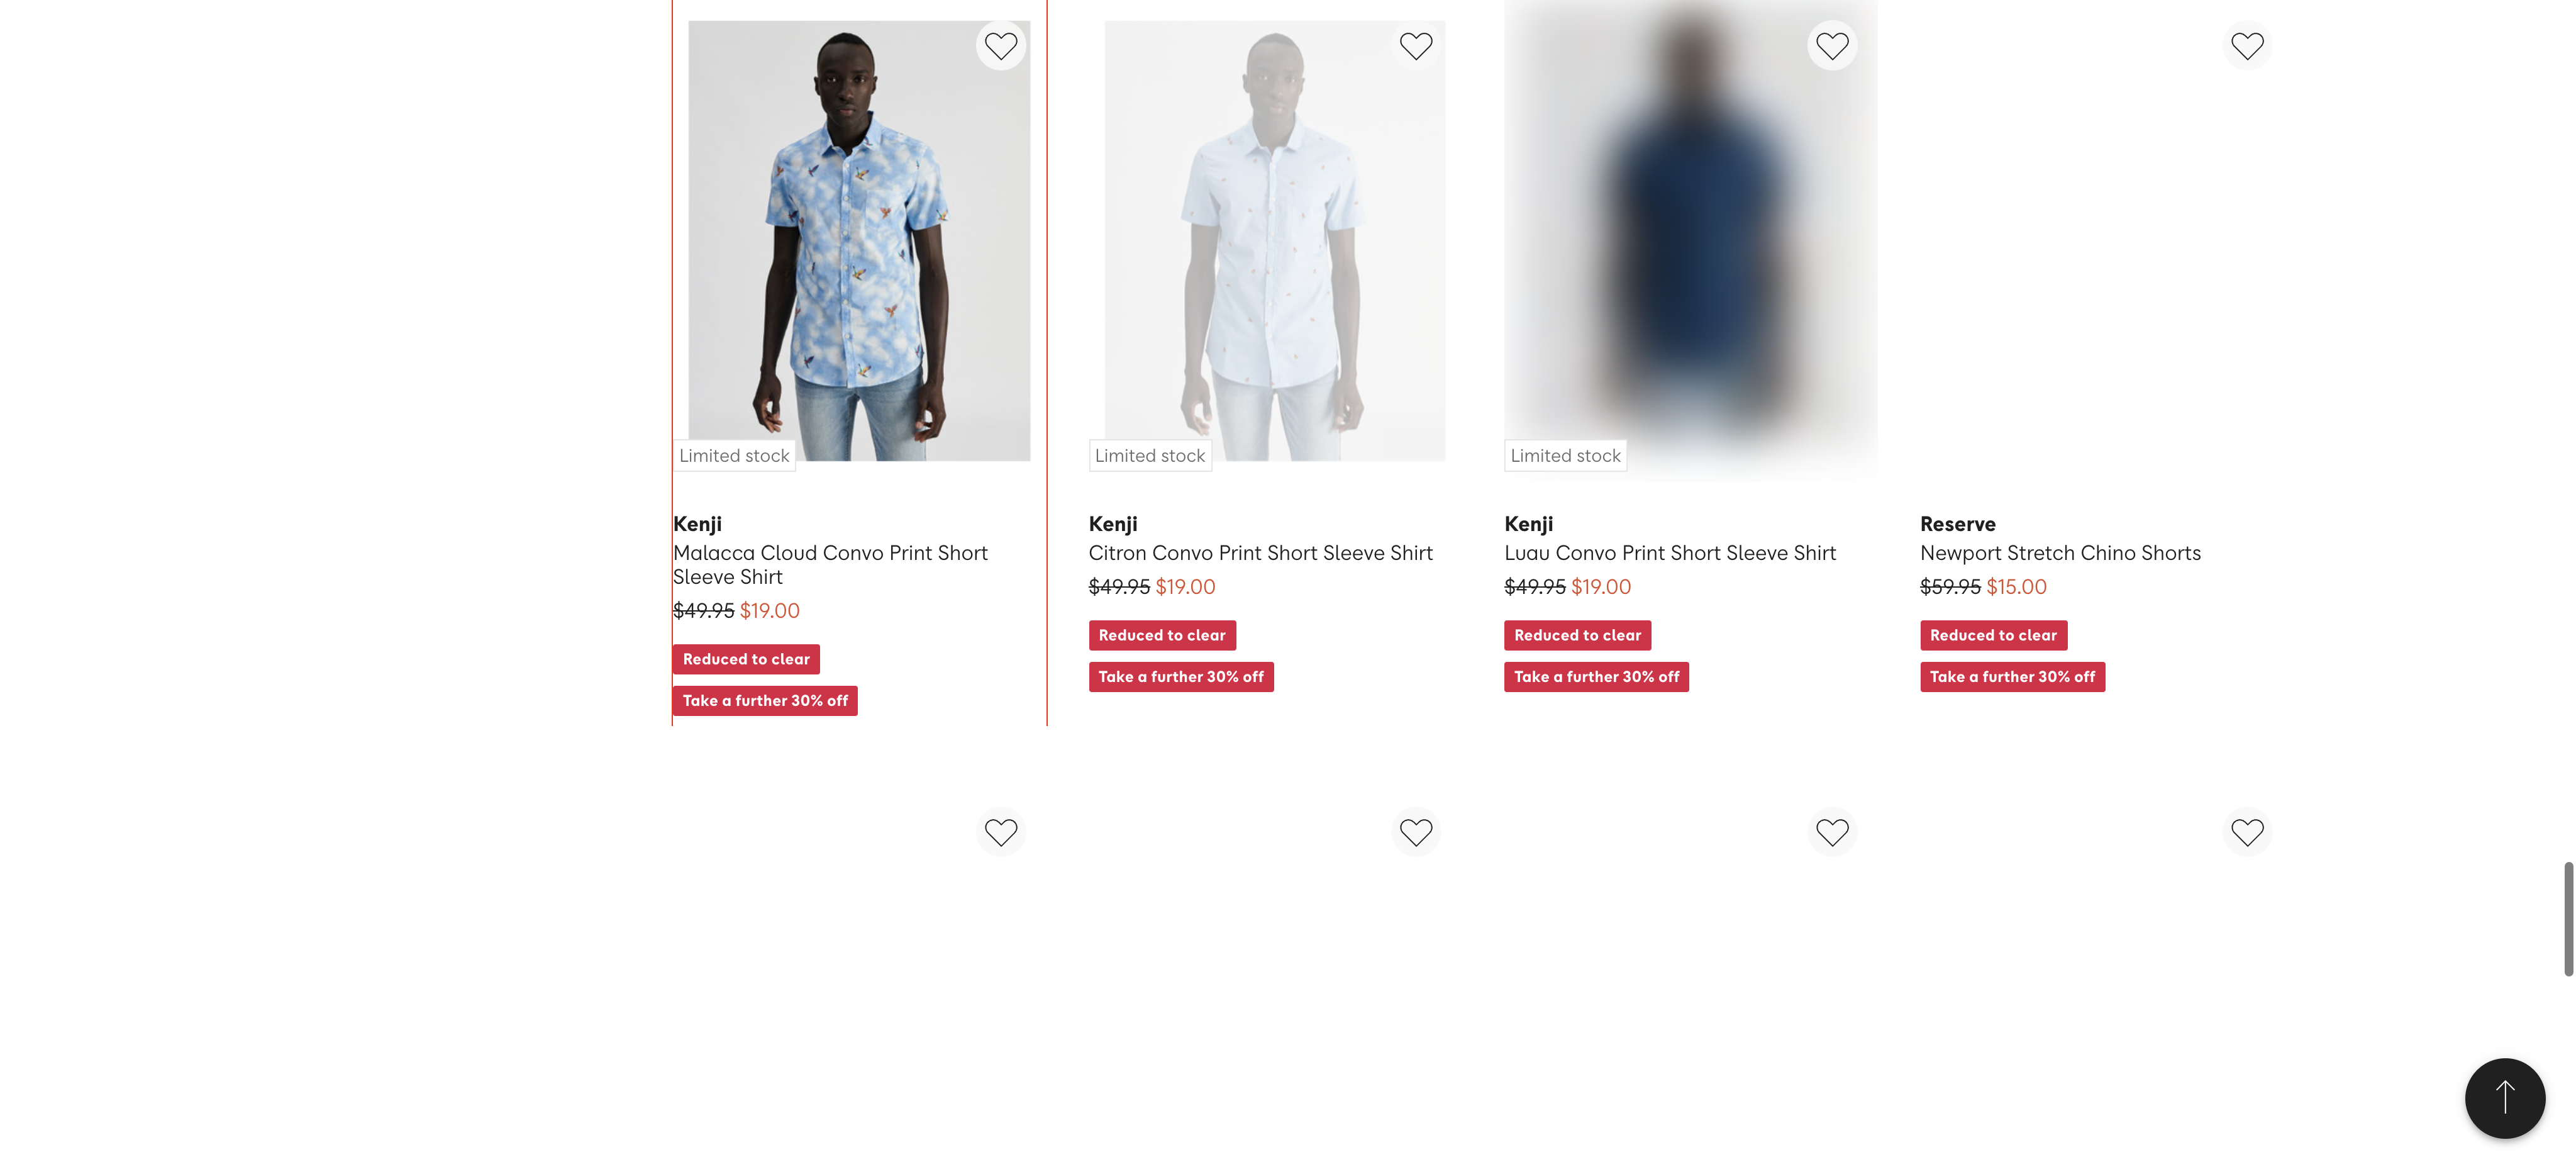 Limited stock
Kenji
Malacca Cloud Convo Print Short
Sleeve Shirt
$49.95 $19.00
Reduced to clear
Take a further 30% off
Limited stock
Kenji
Citron Convo Print Short Sleeve Shirt
$49.95 $19.00
Reduced to clear
Take a further 30% off
Limited stock
Kenji
Luau Convo Print Short Sleeve Shirt
$49.95 $19.00
Reduced to clear
Take a further 30% off
Reserve
Newport Stretch Chino Shorts
$59.95 $15.00
Reduced to clear
Take a further 30% off